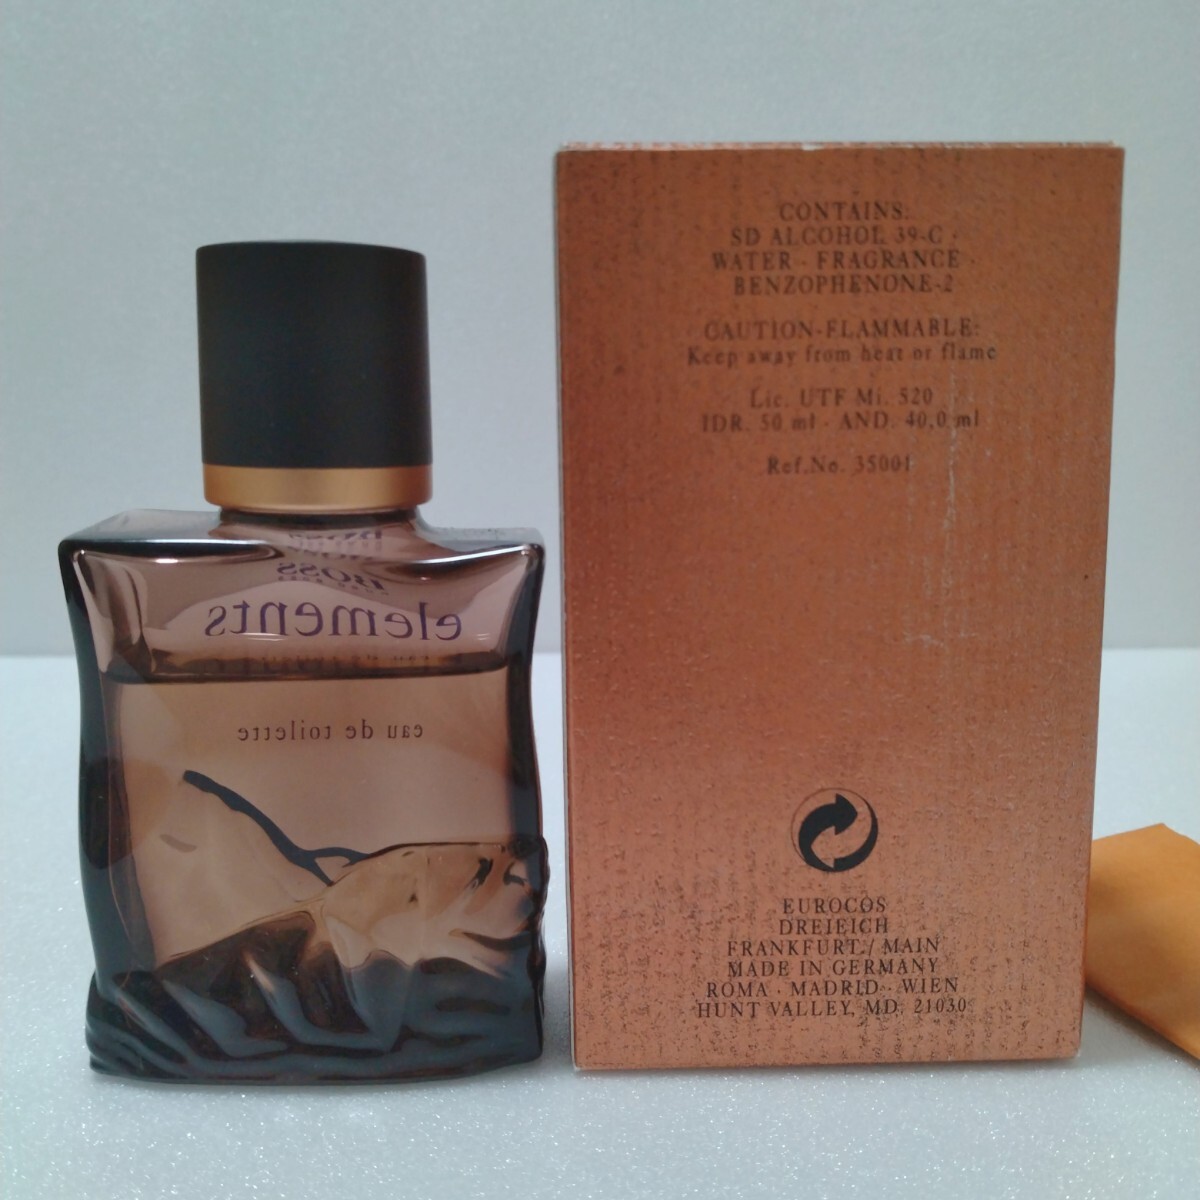 BOSS
elements
eau de toilette
CONTAINS:
SD ALCOHOL 39-C ·
WATER · FRAGRANCE ·
BENZOPHENONE-2
CAUTION-FLAMMABLE:
Keep away from heat or flame
Lic. UTF Mi. 520
IDR. 50 ml · AND. 40,0 ml
Ref.No. 35001
EUROCOS
DREIEICH
FRANKFURT / MAIN
MADE IN GERMANY
ROMA · MADRID · WIEN
HUNT VALLEY, MD. 21030